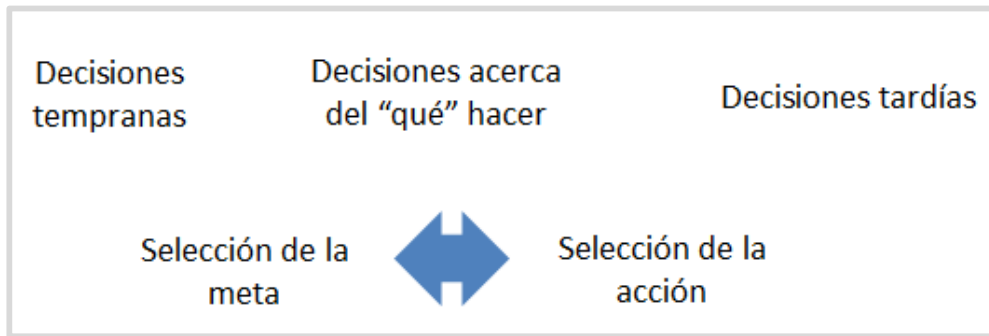 Decisiones
tempranas
Decisiones acerca
del “qué” hacer
Decisiones tardías
Selección de la
meta
Selección de la
acción